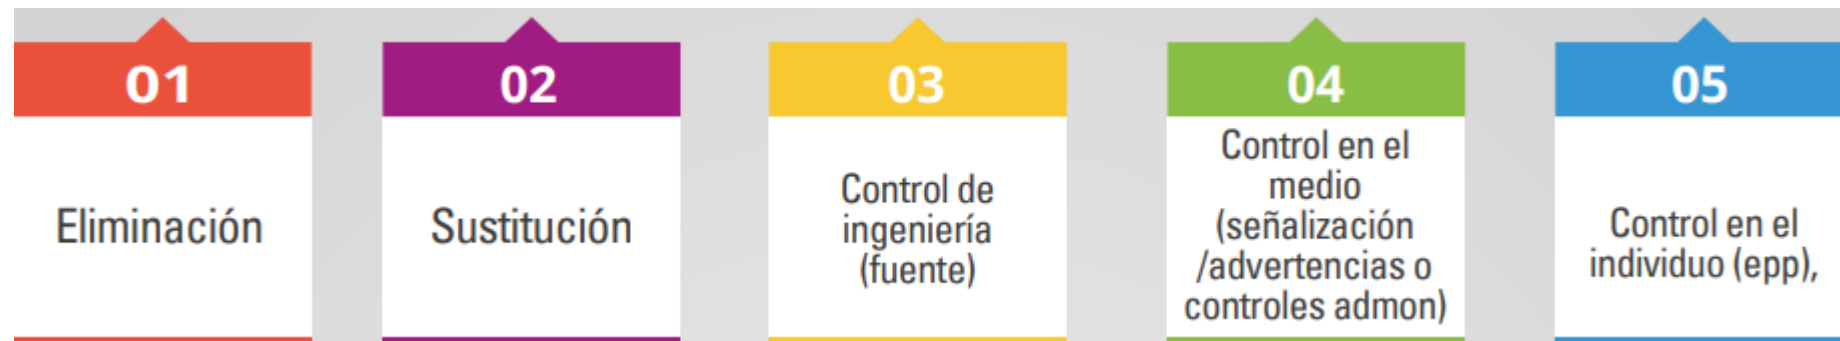 01
Eliminación
02
Sustitución
03
Control de
ingeniería
(fuente)
04
Control en el
medio
(señalización
/advertencias o
controles admon)
05
Control en el
individuo (epp),